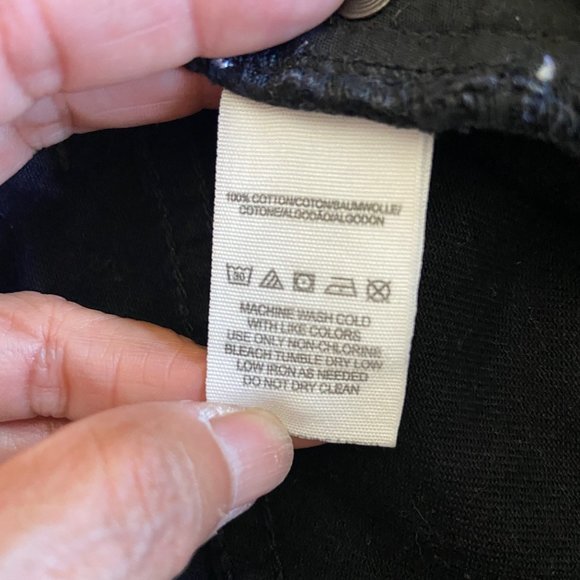 100% COTTON/COTON/BAUMWOLLE/
COTONE/ALGODÃO/ALGODON
30
MACHINE WASH COLD
WITH LIKE COLORS
USE ONLY NON-CHLORINE
BLEACH TUMBLE DRY LOW
LOW IRON AS NEEDED
DO NOT DRY CLEAN